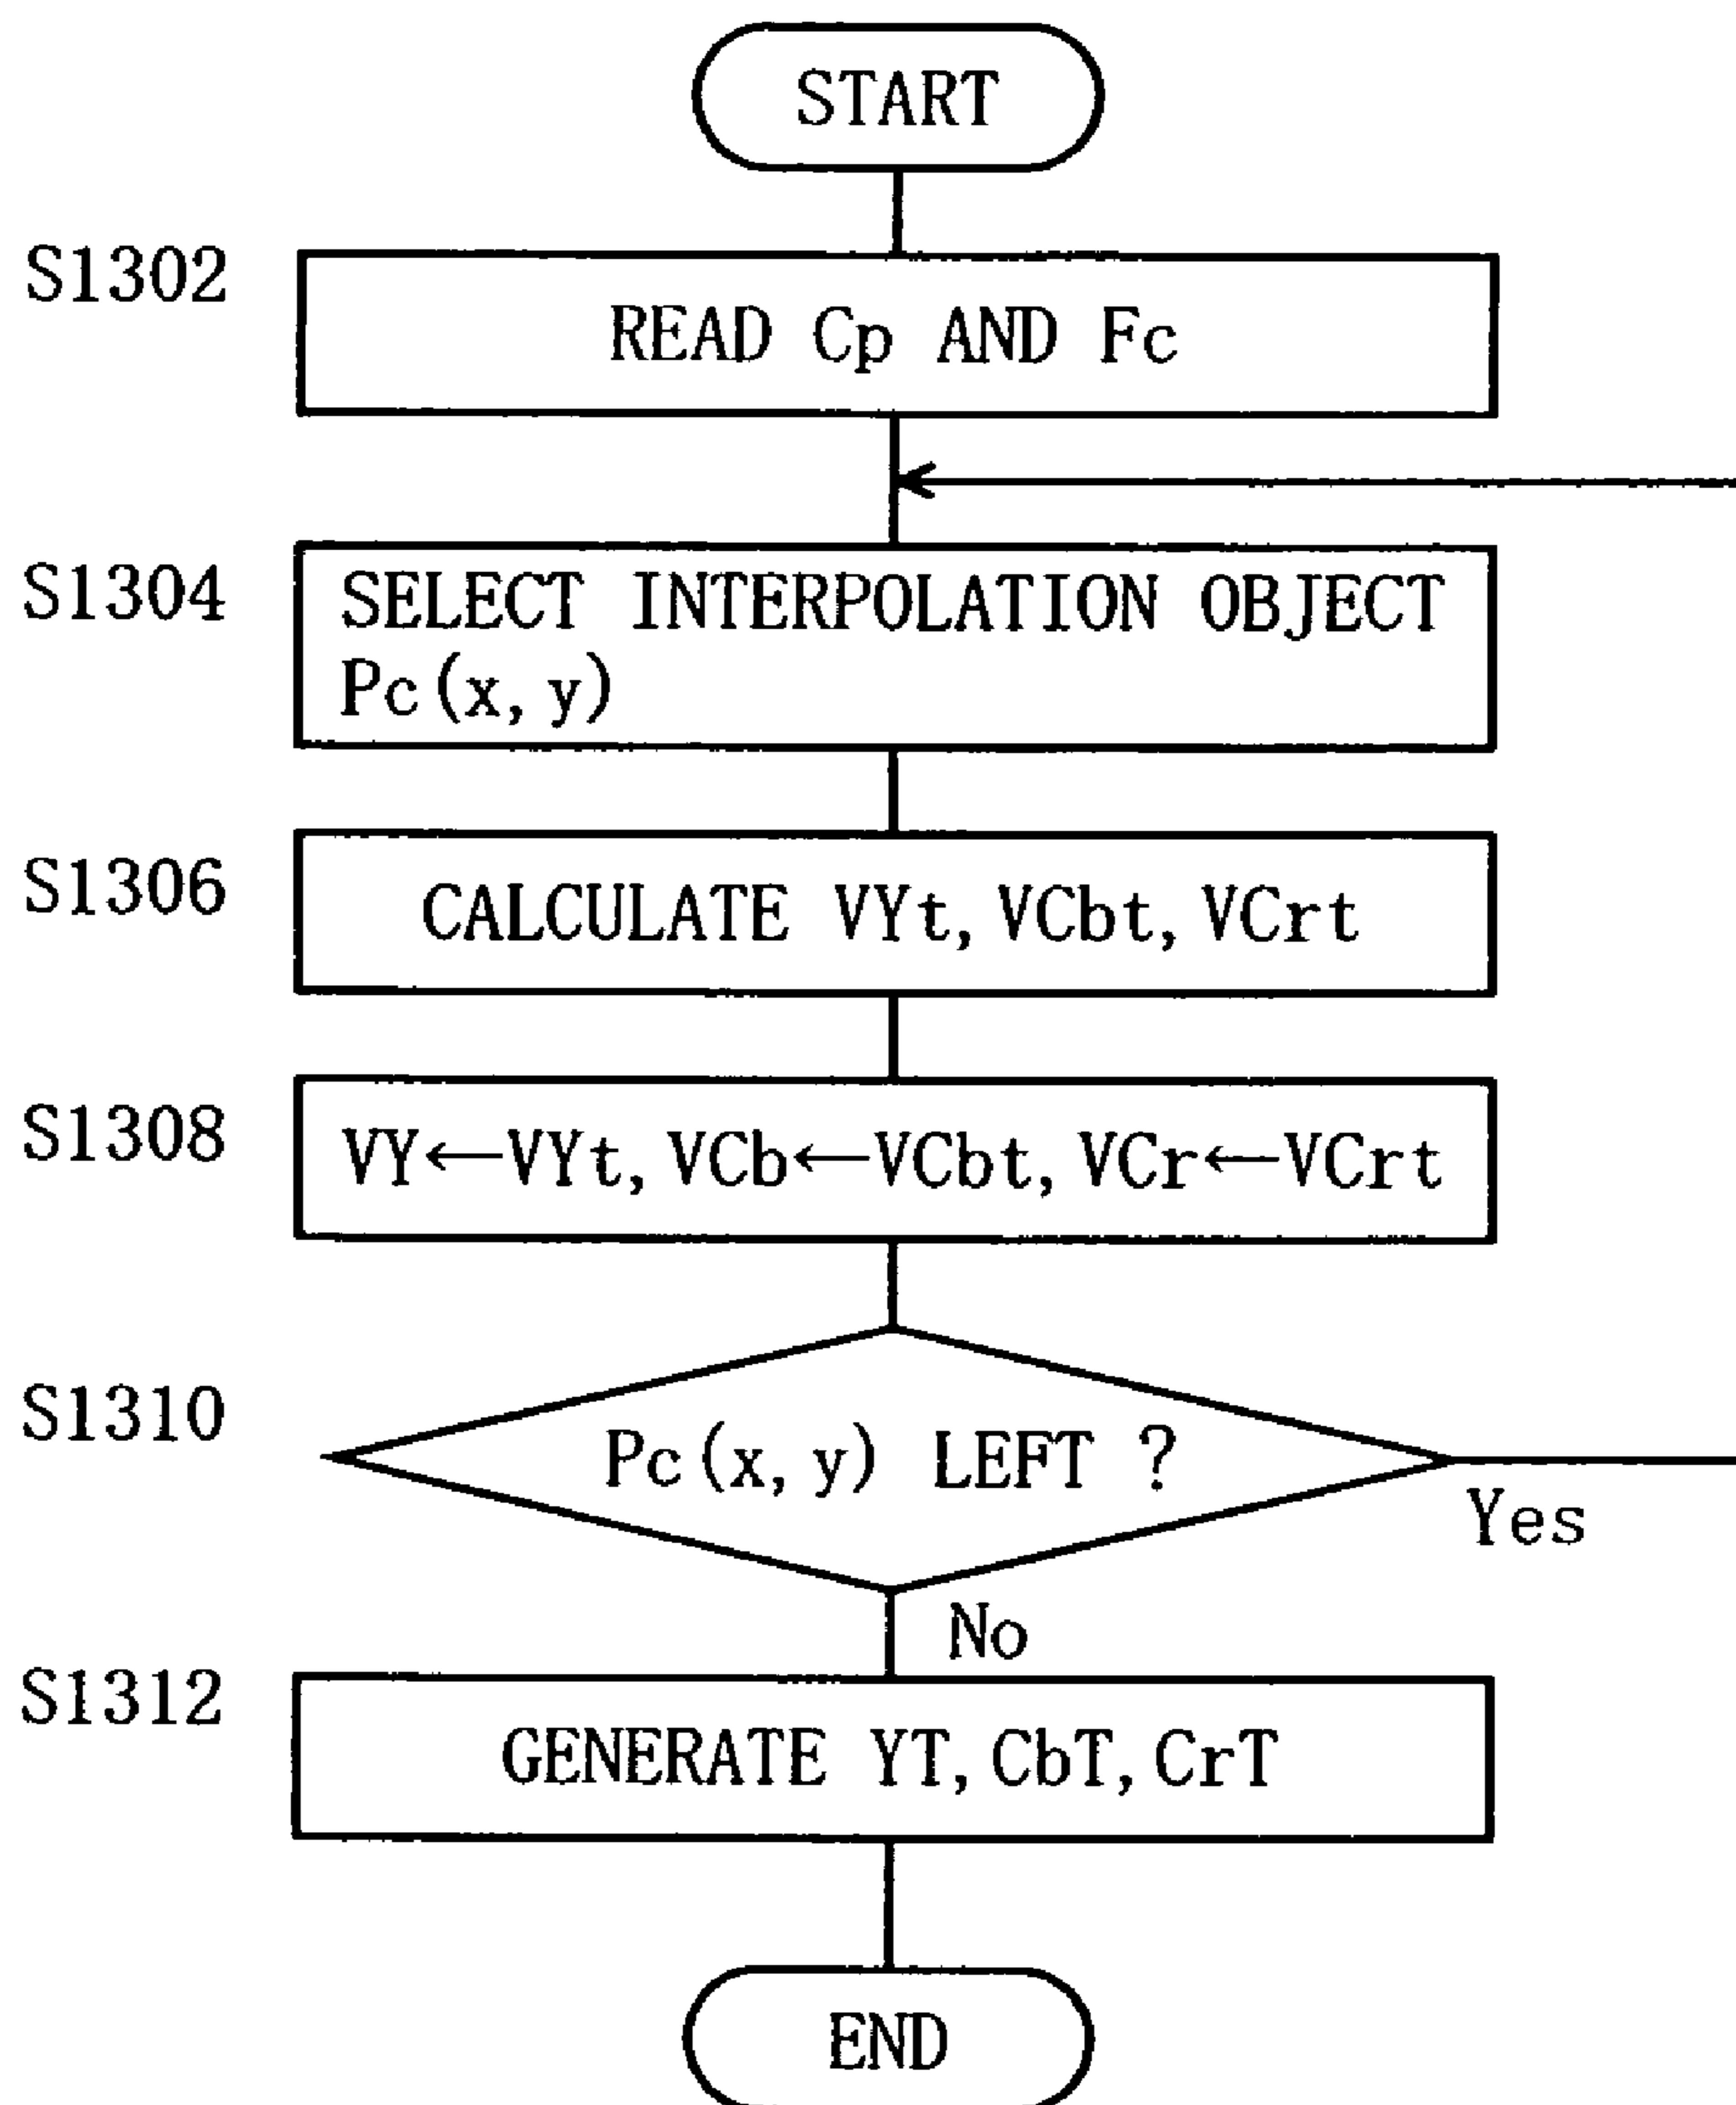 START
S1302
READ Cp AND Fc
S1304
SELECT INTERPOLATION OBJECT
Pc(x, y)
S1306
CALCULATE VYt, VCbt, VCrt
S1308
VY←VYt, VCb←VCbt, VCr←VCrt
S1310
Pc(x, y) LEFT ?
Yes
No
S1312
GENERATE YT, CbT, CrT
END